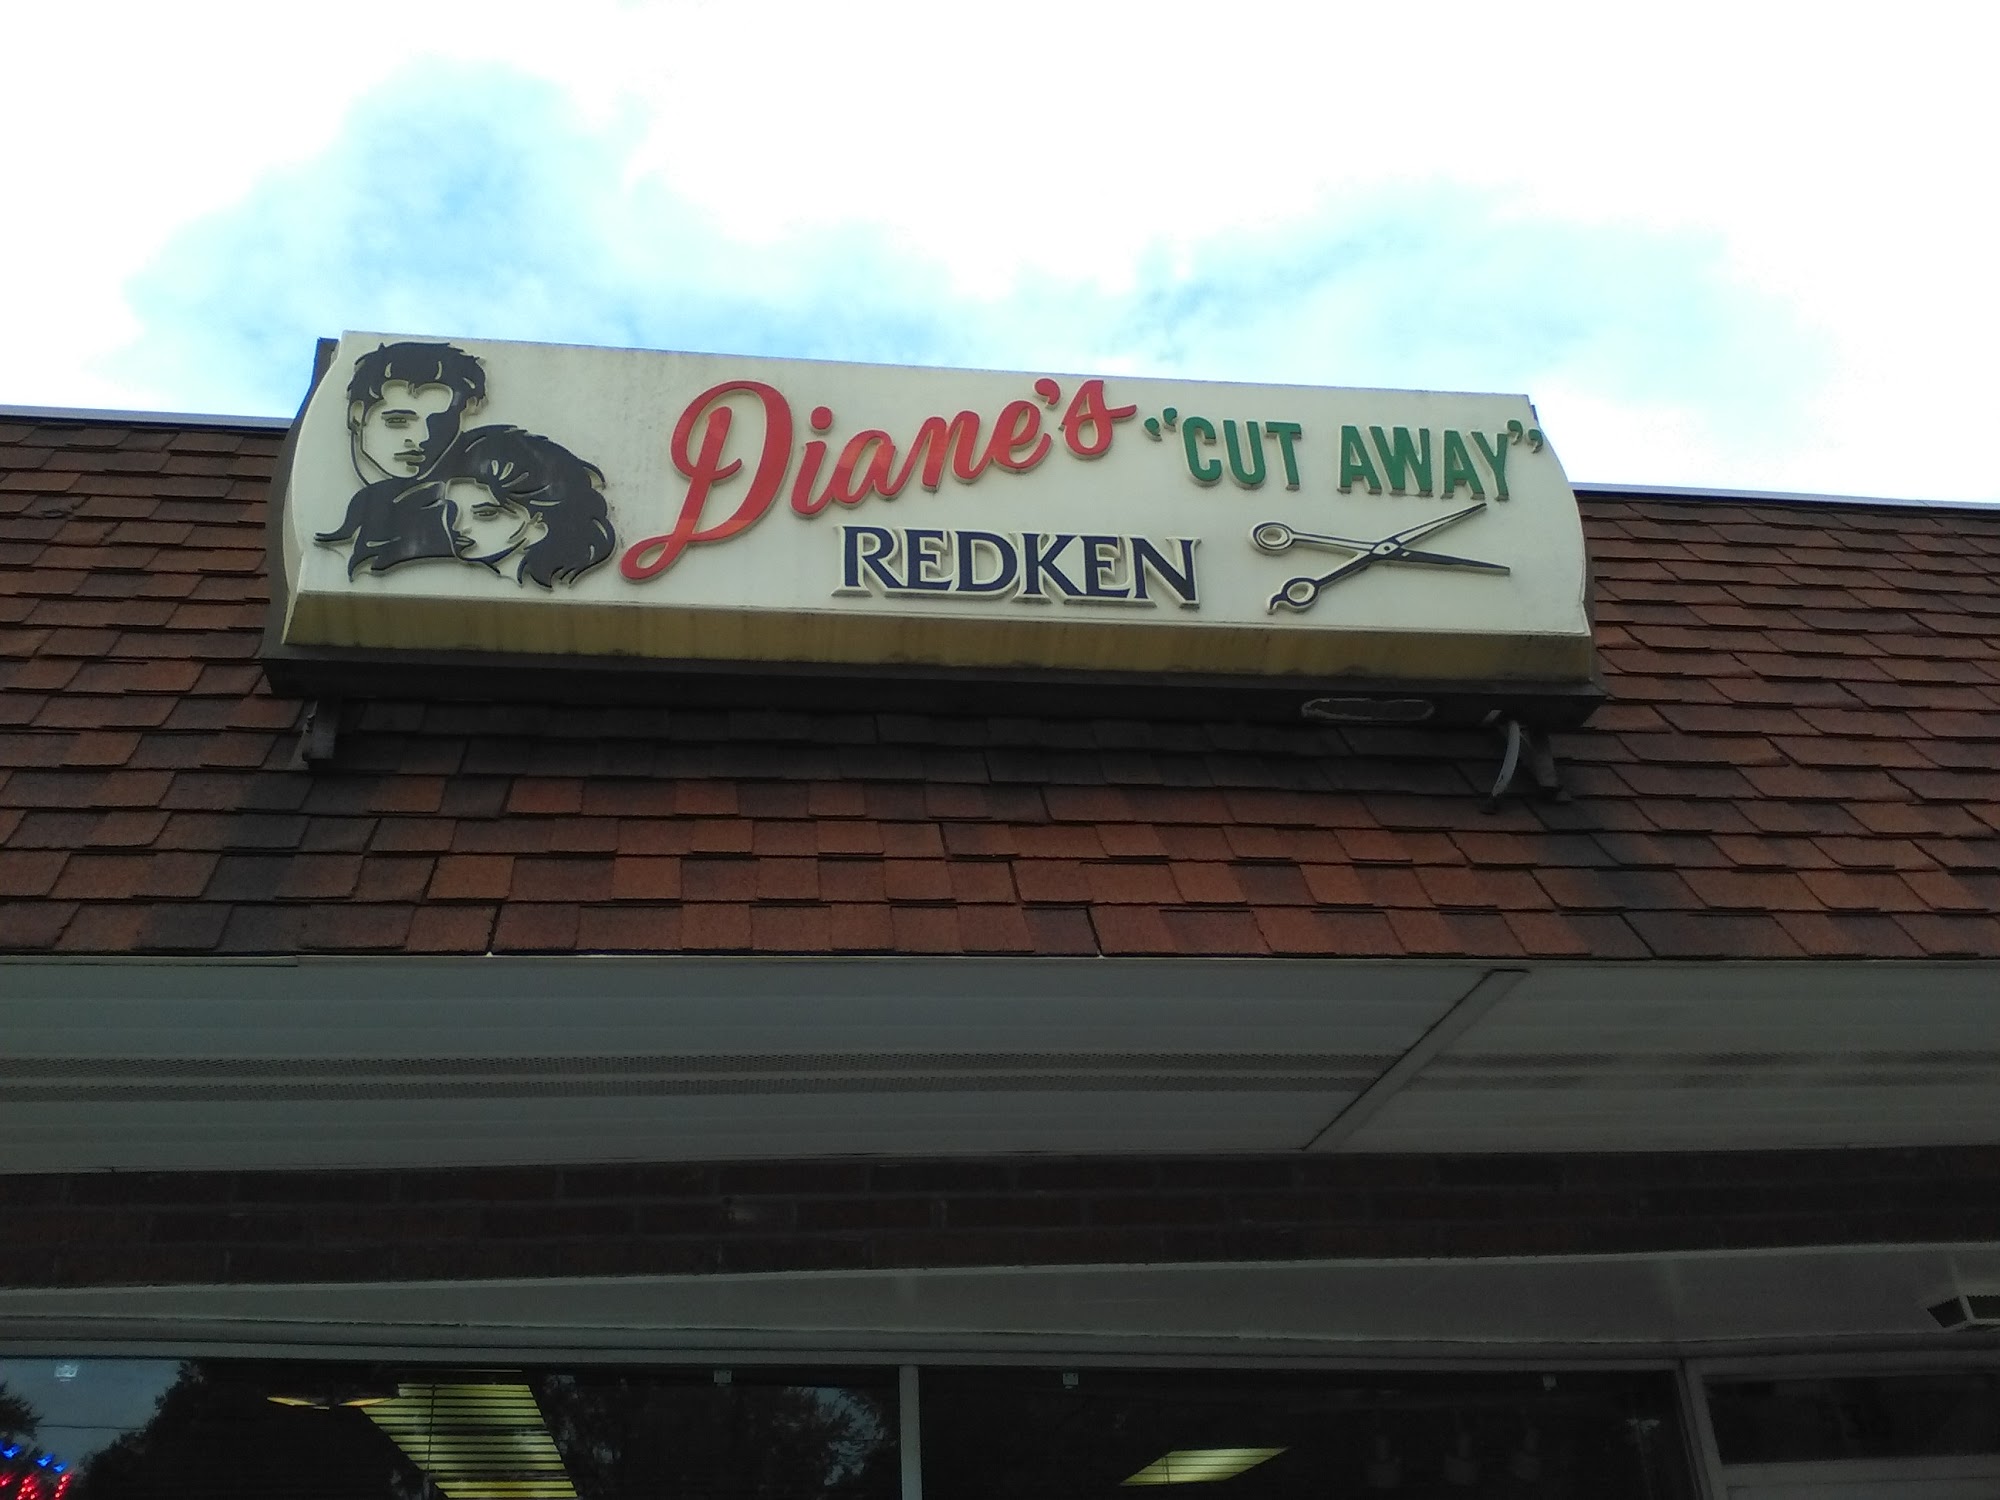 Diane's "CUT AWAY"
REDKEN